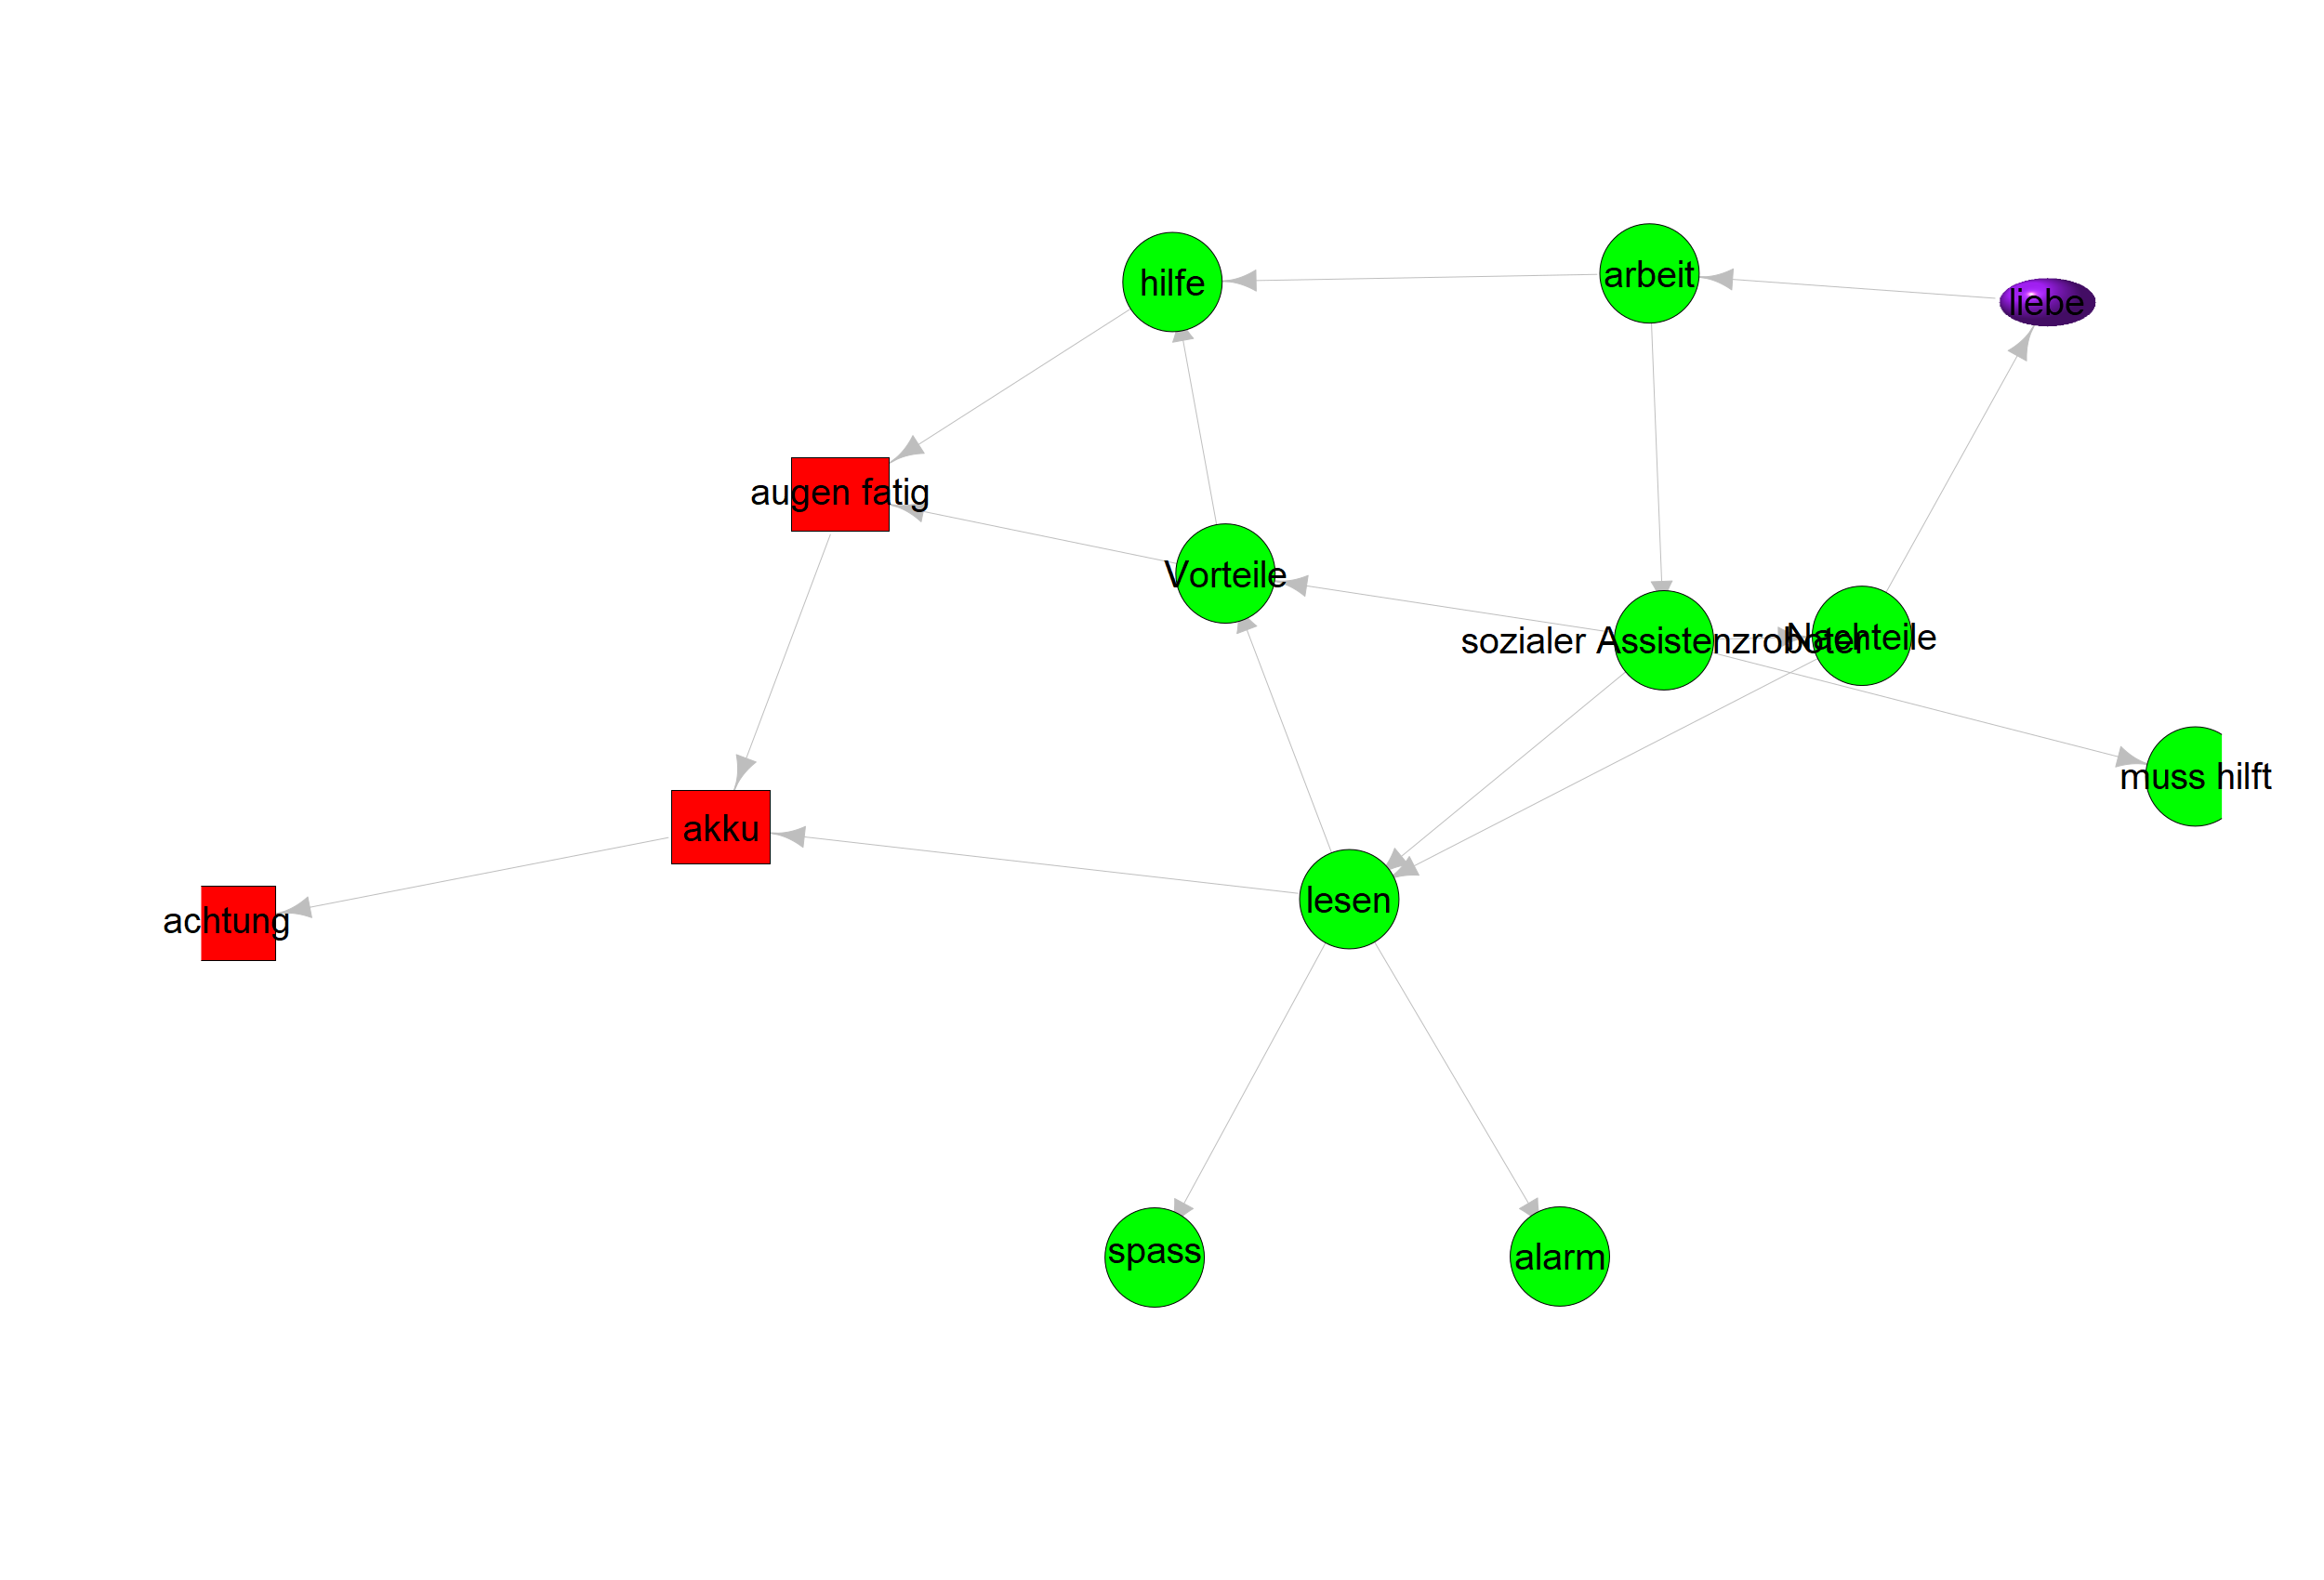 arbeit
hilfe
liebe
augen fatig
Vorteile
sozialer Assistenzroboter
Nachteile
muss hilft
akku
lesen
achtung
spass
alarm